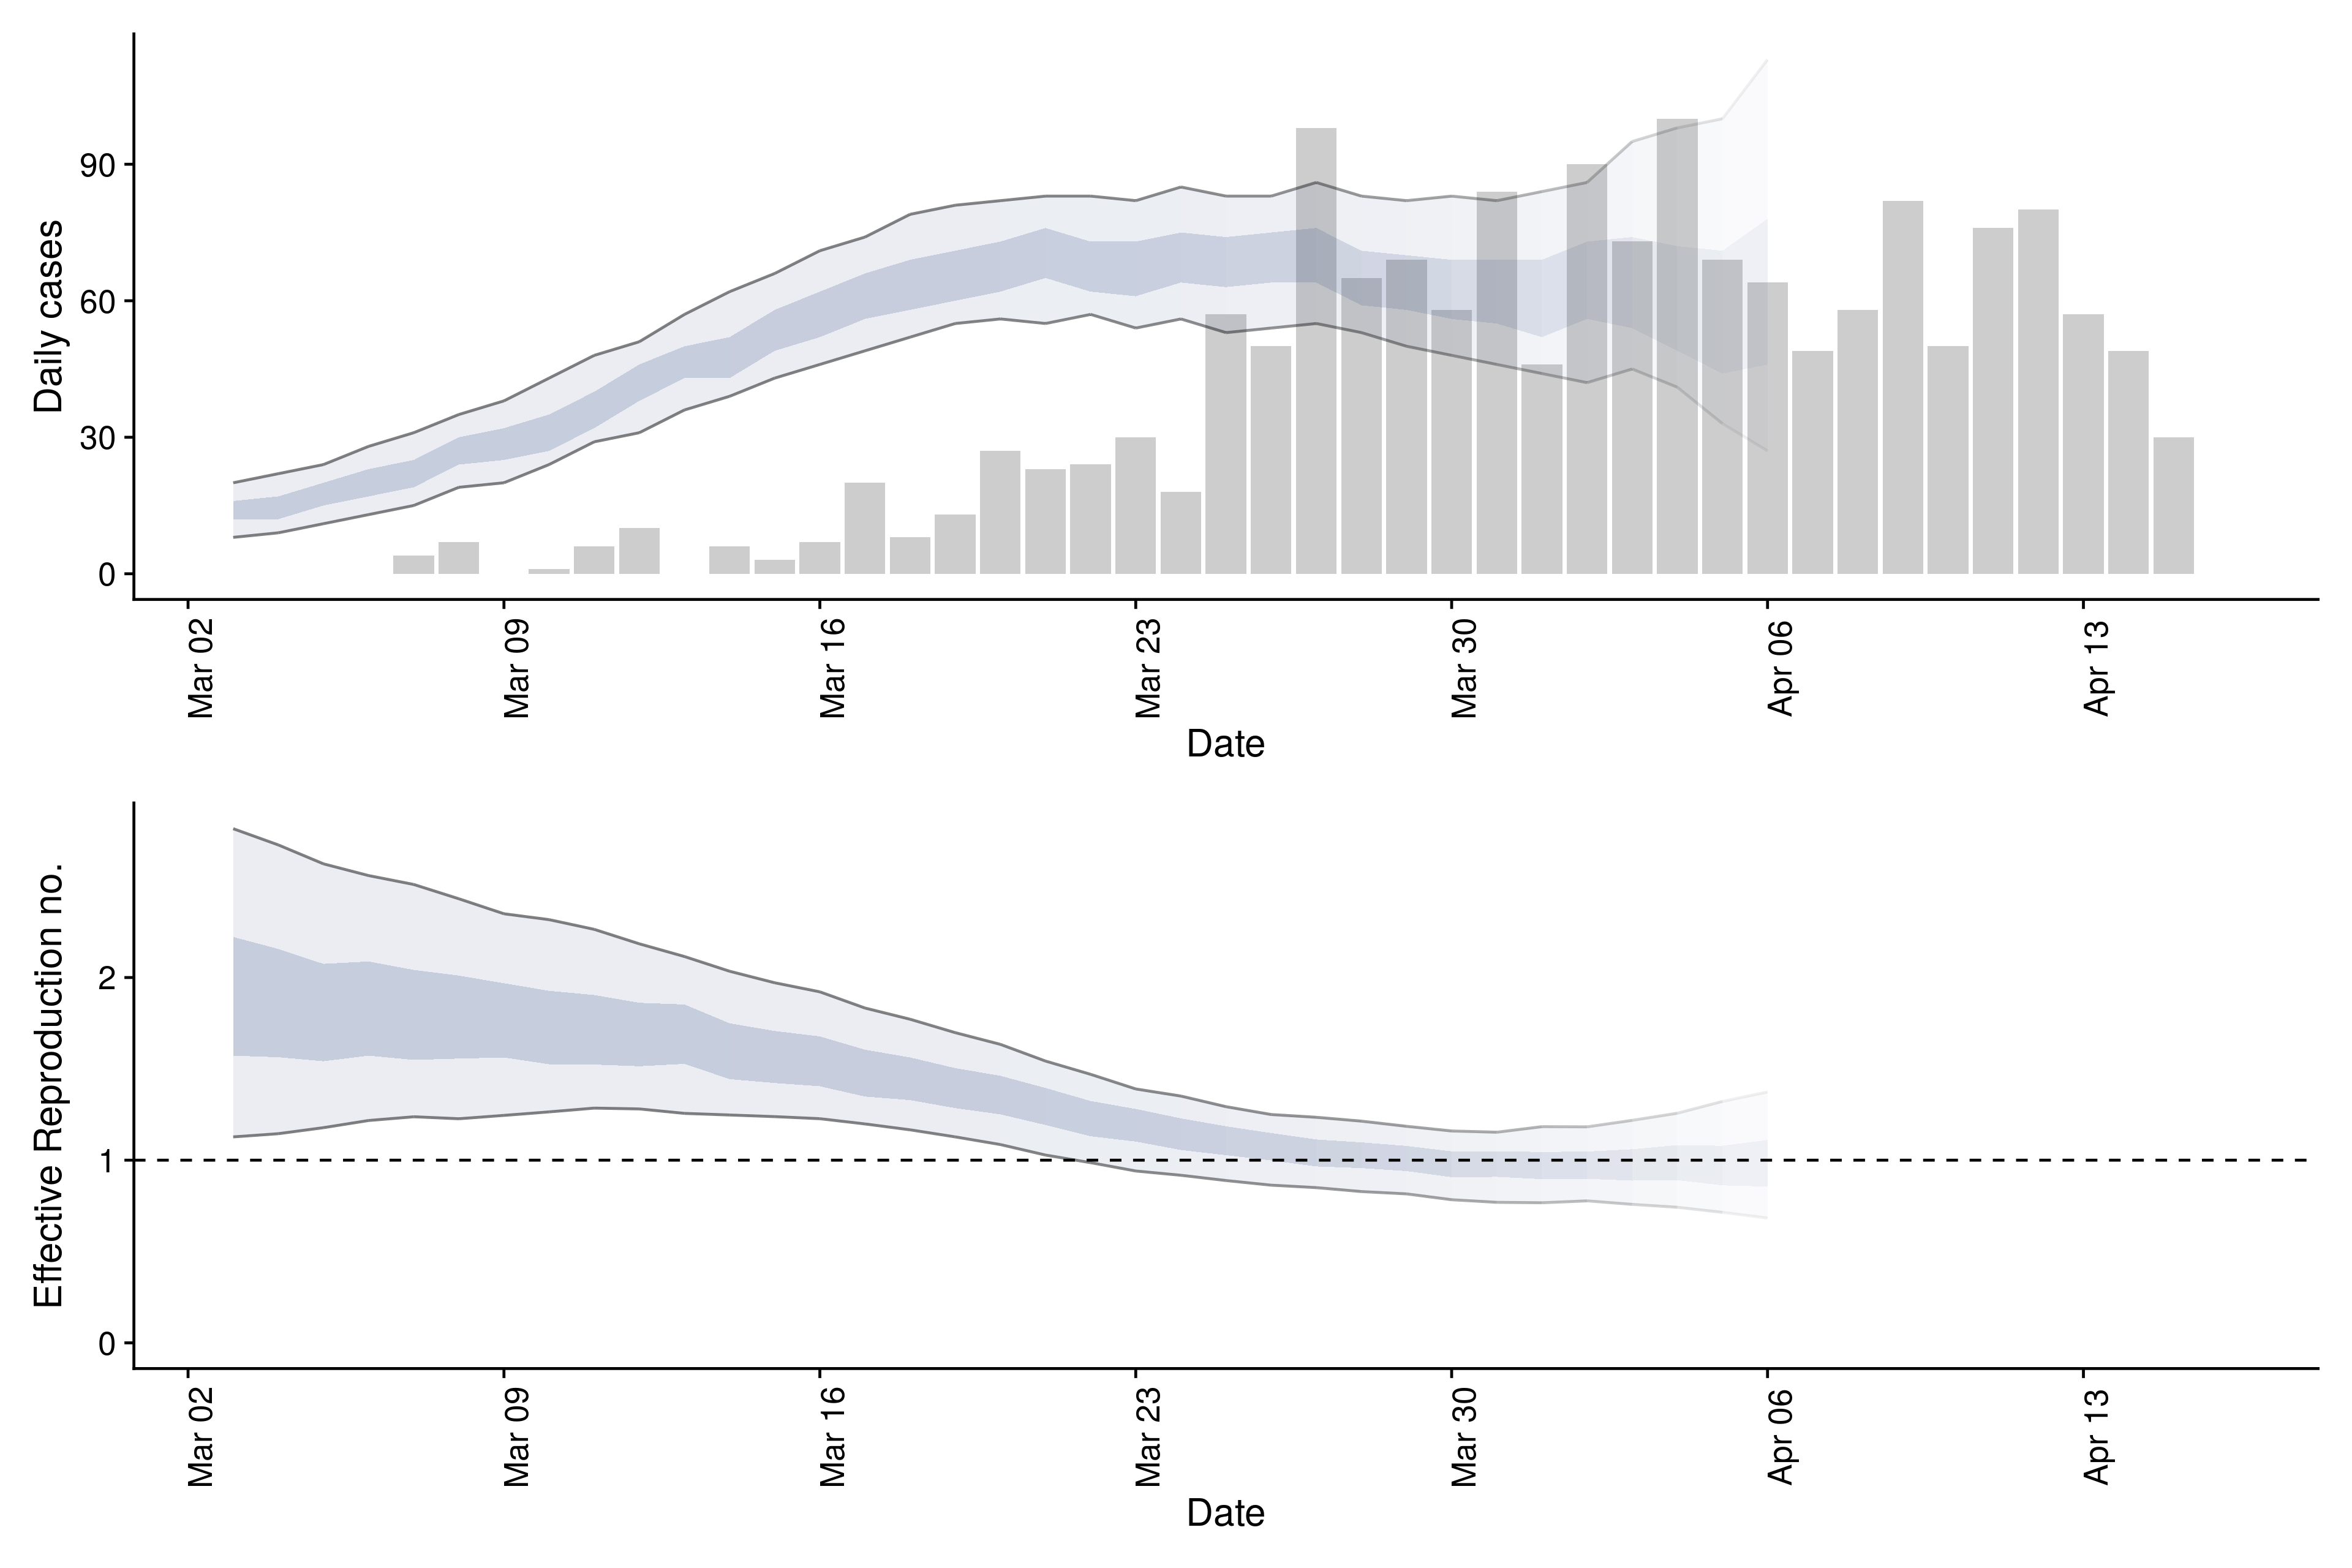 Daily cases
90
60
30
0
Mar 02
Mar 09
Mar 16
Mar 23
Mar 30
Apr 06
Apr 13
Date
Effective Reproduction no.
2
1
0
Mar 02
Mar 09
Mar 16
Mar 23
Mar 30
Apr 06
Apr 13
Date